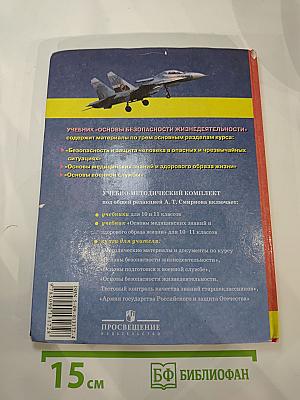 УЧЕБНИК «ОСНОВЫ БЕЗОПАСНОСТИ ЖИЗНЕДЕЯТЕЛЬНОСТИ»
содержит материалы по трем основным разделам курса:
«Безопасность и защита человека в опасных и чрезвычайных
ситуациях»
«Основы медицинских знаний и здорового образа жизни»
«Основы военной службы»
УЧЕБНО-МЕТОДИЧЕСКИЙ КОМПЛЕКТ
под общей редакцией А. Т. Смирнова включает:
учебники для 10 и 11 классов
учебник «Основы медицинских знаний и
здорового образа жизни» для 10–11 классов
книги для учителя:
«Методические материалы и документы по курсу
«Основы безопасности жизнедеятельности»,
«Основы подготовки к военной службе»,
«Основы безопасности жизнедеятельности.
Тестовый контроль качества знаний старшеклассников»,
«Армия государства Российского и защита Отечества»
ПРОСВЕЩЕНИЕ
ИЗДАТЕЛЬСТВО
15 см
БФ БИБЛИОФАН